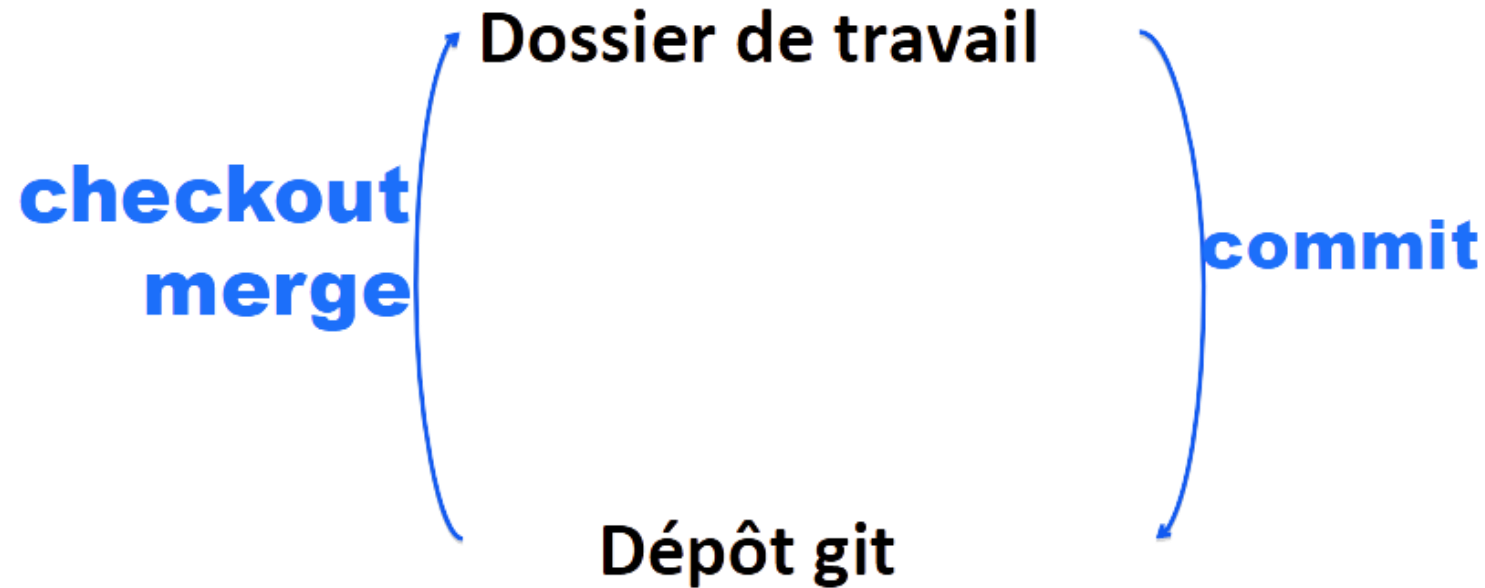 Dossier de travail
checkout
merge
commit
Dépôt git